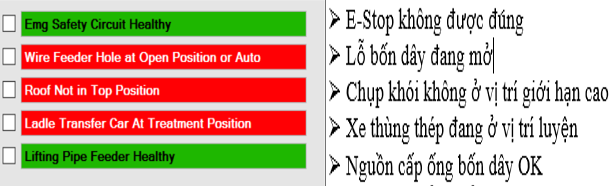 Emg Safety Circuit Healthy
Wire Feeder Hole at Open Position or Auto
Roof Not in Top Position
Ladle Transfer Car At Treatment Position
Lifting Pipe Feeder Healthy
➢ E-Stop không được đúng
➢ Lỗ bốn dây đang mở
➢ Chụp khói không ở vị trí giới hạn cao
➢ Xe thùng thép đang ở vị trí luyện
➢ Nguồn cấp ống bốn dây OK